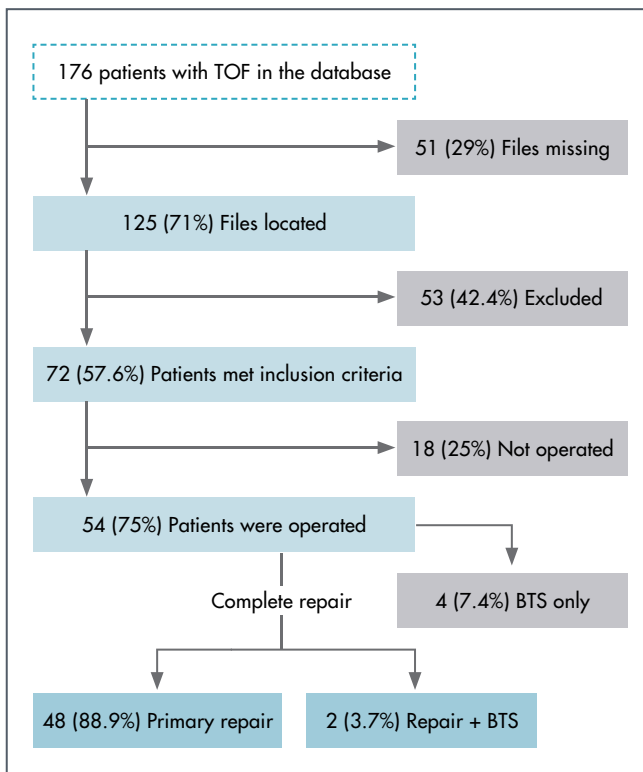 176 patients with TOF in the database
51 (29%) Files missing
125 (71%) Files located
53 (42.4%) Excluded
72 (57.6%) Patients met inclusion criteria
18 (25%) Not operated
54 (75%) Patients were operated
Complete repair
4 (7.4%) BTS only
48 (88.9%) Primary repair
2 (3.7%) Repair + BTS